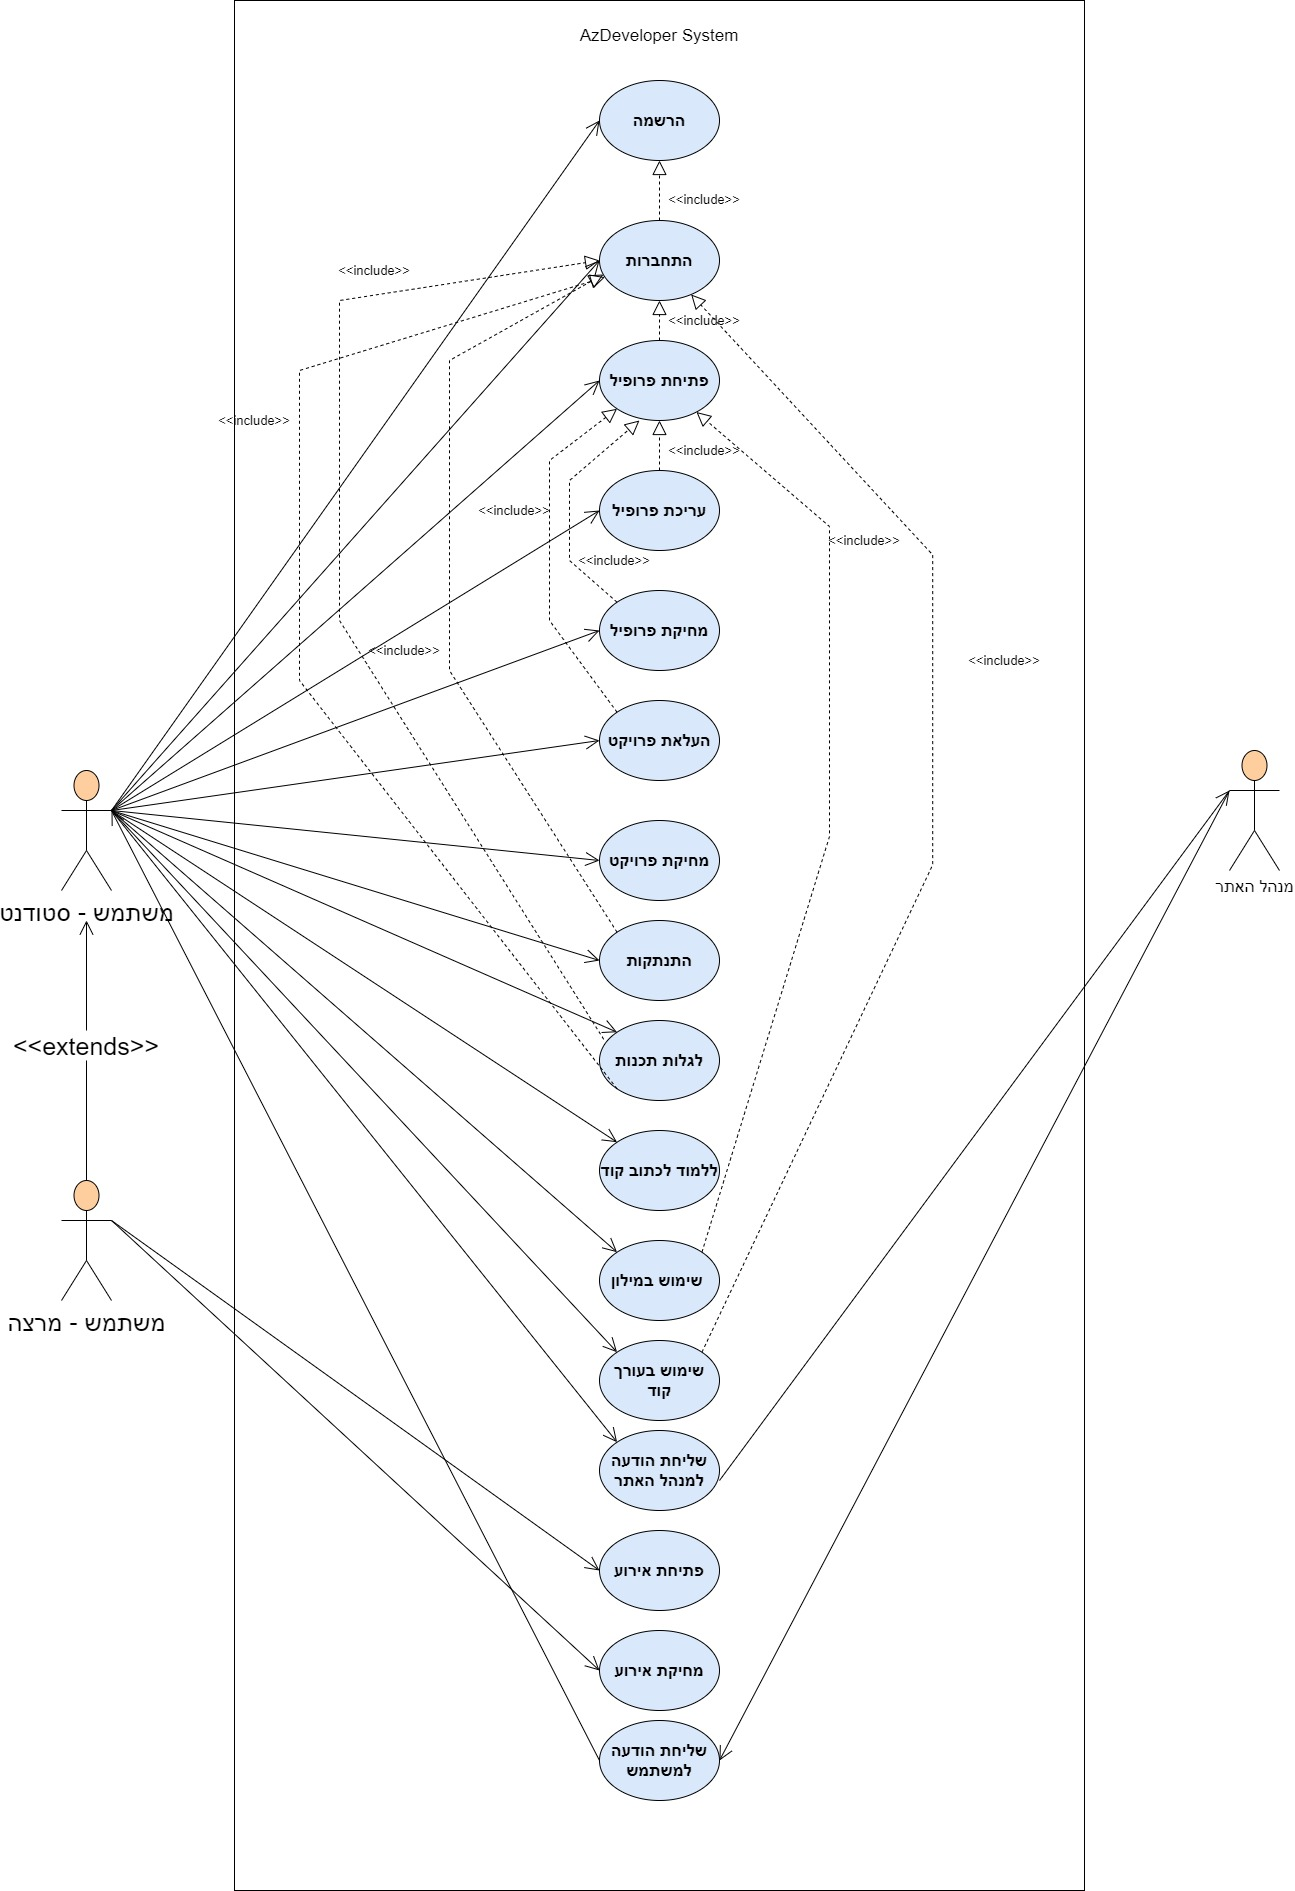 AzDeveloper System
הרשמה
<<include>>
התחברות
<<include>>
<<include>>
פתיחת פרופיל
<<include>>
<<include>>
עריכת פרופיל
<<include>>
<<include>>
<<include>>
מחיקת פרופיל
<<include>>
<<include>>
העלאת פרויקט
מחיקת פרויקט
מנהל האתר
משתמש - סטודנט
התנתקות
<<extends>>
לגלות תכנות
ללמוד לכתוב קוד
שימוש במילון
משתמש - מרצה
שימוש בעורך
קוד
שליחת הודעה
למנהל האתר
פתיחת אירוע
מחיקת אירוע
שליחת הודעה
למשתמש